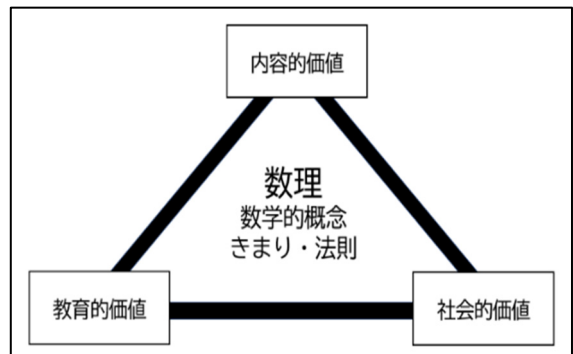 内容的価値
数理
数学的概念
きまり・法則
教育的価値
社会的価値